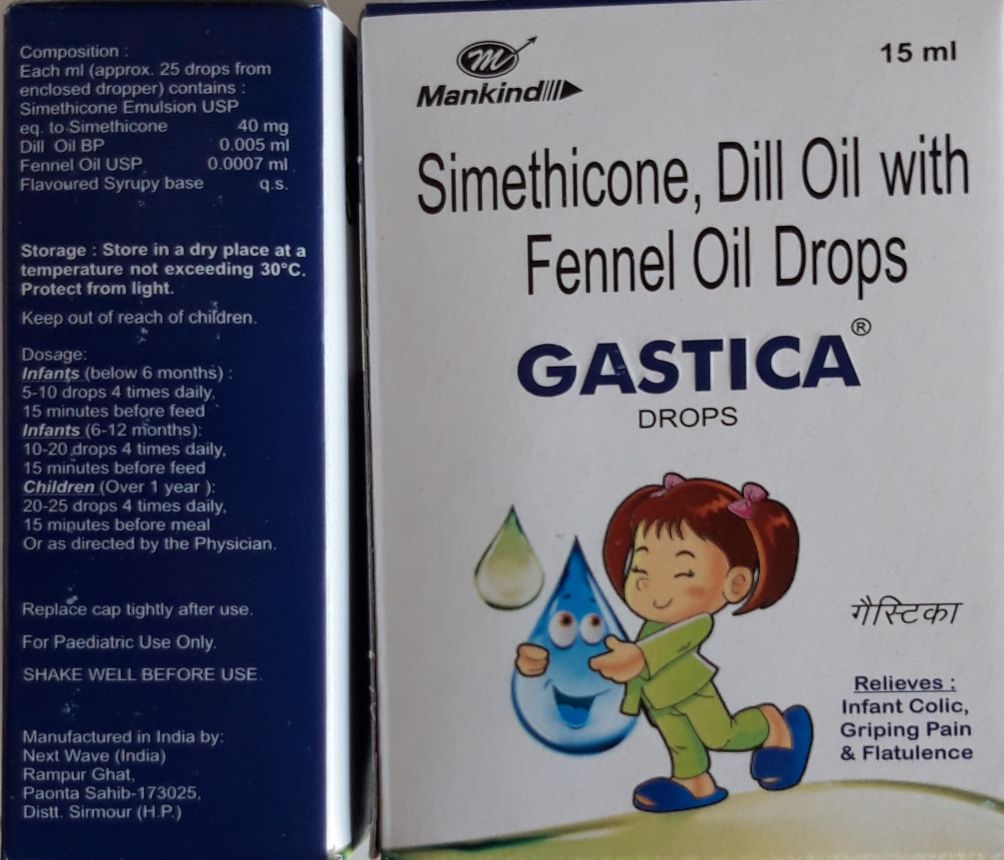 Composition :
Each ml (approx. 25 drops from
enclosed dropper) contains :
Simethicone Emulsion USP
eq. to Simethicone 40 mg
Dill Oil BP 0.005 ml
Fennel Oil USP 0.0007 ml
Flavoured Syrupy base q.s.
Storage : Store in a dry place at a
temperature not exceeding 30°C.
Protect from light.
Keep out of reach of children.
Dosage:
Infants (below 6 months) :
5-10 drops 4 times daily,
15 minutes before feed
Infants (6-12 months):
10-20 drops 4 times daily,
15 minutes before feed
Children (Over 1 year ):
20-25 drops 4 times daily,
15 minutes before meal
Or as directed by the Physician.
Replace cap tightly after use.
For Paediatric Use Only.
SHAKE WELL BEFORE USE.
Manufactured in India by:
Next Wave (India)
Rampur Ghat,
Paonta Sahib-173025,
Distt. Sirmour (H.P.)
m
Mankind
15 ml
Simethicone, Dill Oil with
Fennel Oil Drops
GASTICA®
DROPS
गैस्टिका
Relieves :
Infant Colic,
Griping Pain
& Flatulence